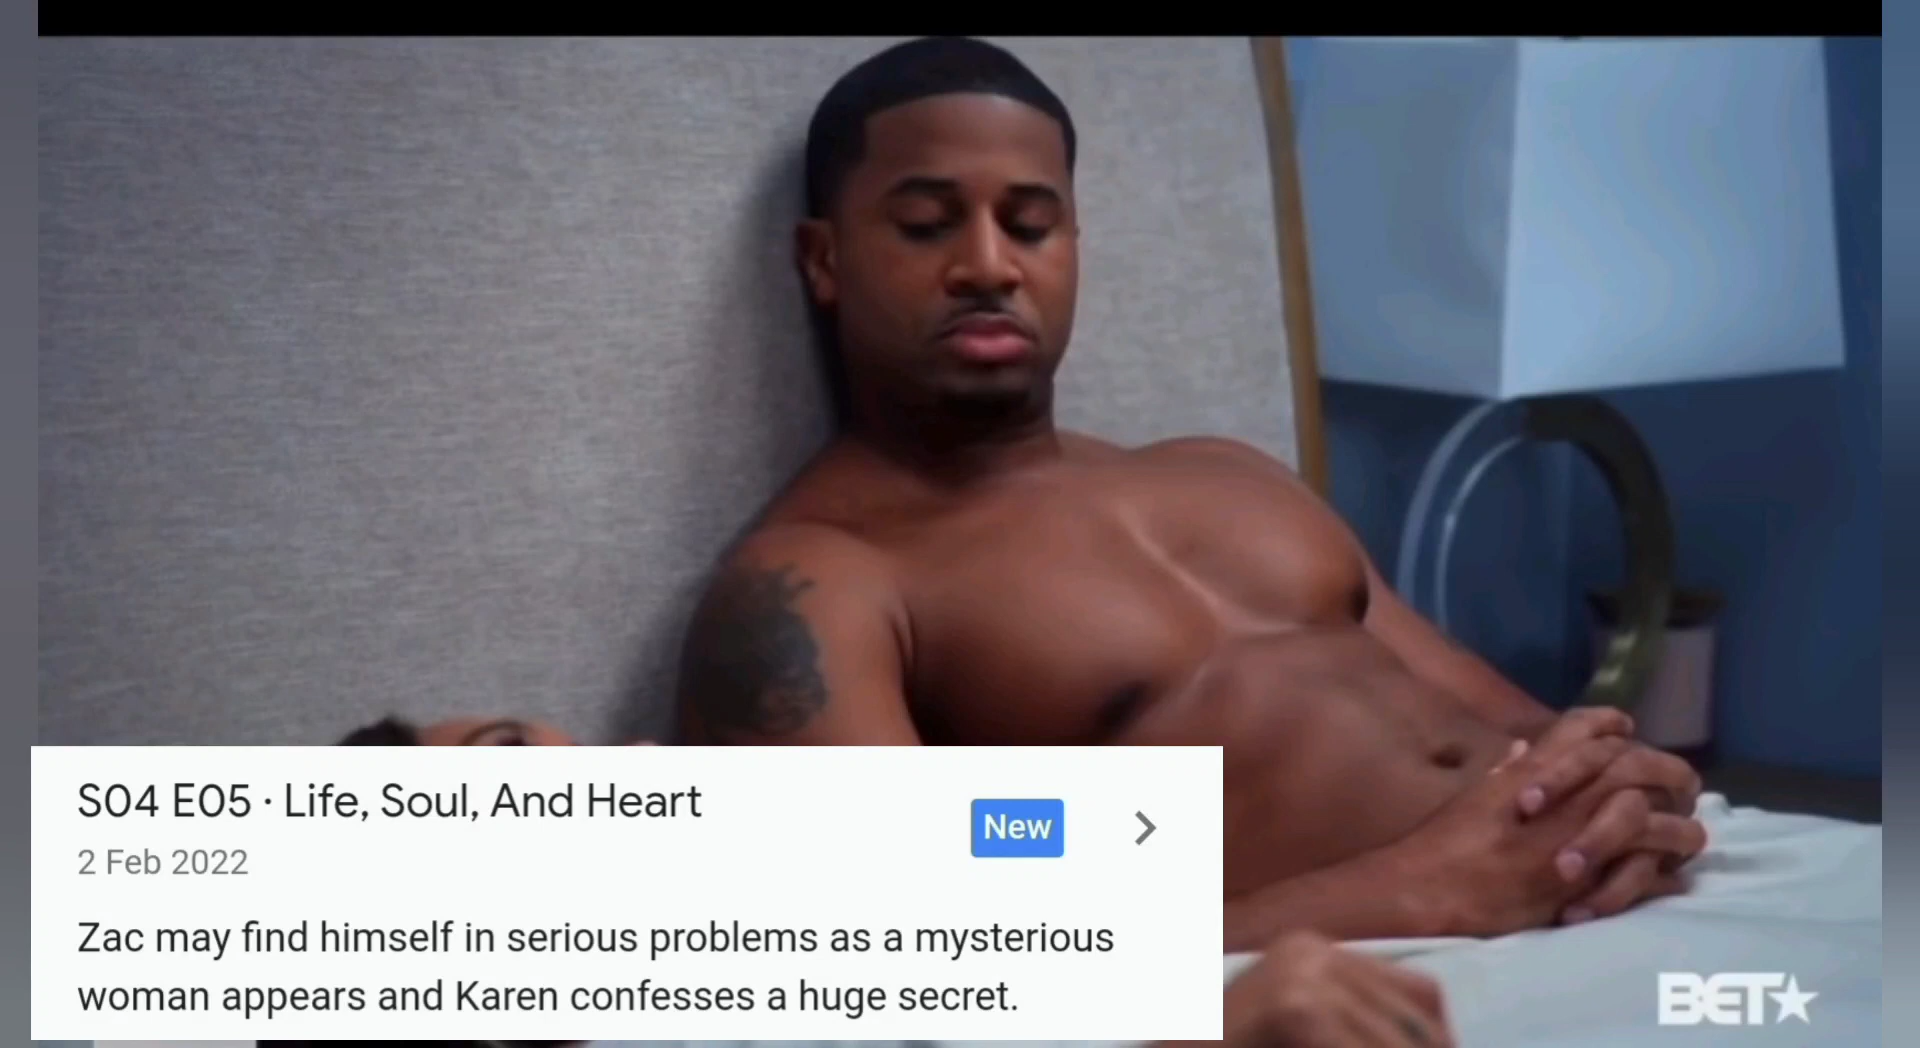 S04 E05 · Life, Soul, And Heart
New
2 Feb 2022
Zac may find himself in serious problems as a mysterious
woman appears and Karen confesses a huge secret.
BET